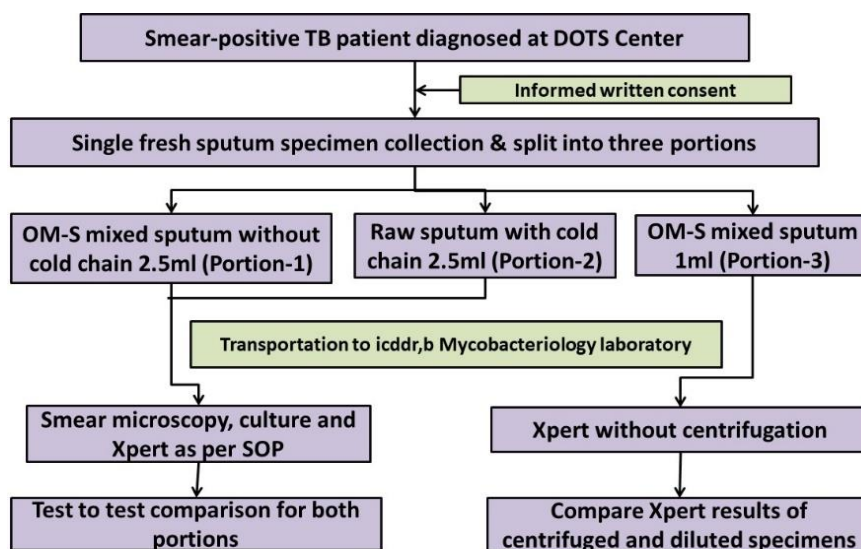 Smear-positive TB patient diagnosed at DOTS Center
Informed written consent
Single fresh sputum specimen collection & split into three portions
OM-S mixed sputum without
cold chain 2.5ml (Portion-1)
Raw sputum with cold
chain 2.5ml (Portion-2)
OM-S mixed sputum
1ml (Portion-3)
Transportation to icddr,b Mycobacteriology laboratory
Smear microscopy, culture and
Xpert as per SOP
Xpert without centrifugation
Test to test comparison for both
portions
Compare Xpert results of
centrifuged and diluted specimens